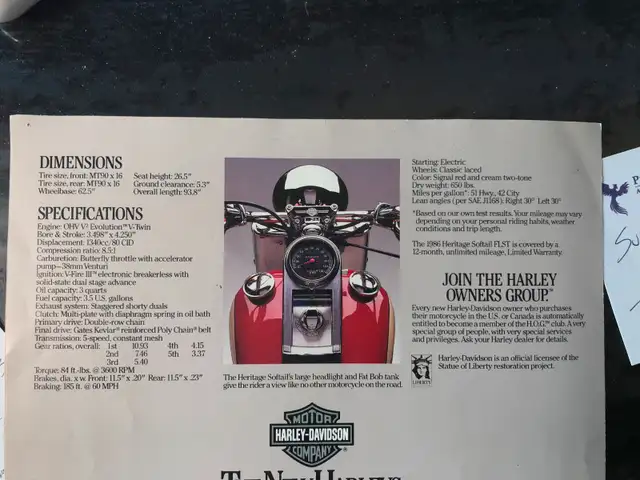 DIMENSIONS
Tire size, front: MT90 x 16
Tire size, rear: MT90 x 16
Wheelbase: 62.5"
Seat height: 26.5"
Ground clearance: 5.3"
Overall length: 93.8"
SPECIFICATIONS
Engine: OHV V² Evolution™ V-Twin
Bore & Stroke: 3.498" x 4.250"
Displacement: 1340cc/80 CID
Compression ratio: 8.5:1
Carburetion: Butterfly throttle with accelerator
pump—38mm Venturi
Ignition: V-Fire III™ electronic breakerless with
solid-state dual stage advance
Oil capacity: 3 quarts
Fuel capacity: 3.5 U.S. gallons
Exhaust system: Staggered shorty duals
Clutch: Multi-plate with diaphragm spring in oil bath
Primary drive: Double-row chain
Final drive: Gates Kevlar® reinforced Poly Chain® belt
Transmission: 5-speed, constant mesh
Gear ratios, overall: 1st 10.93 4th 4.15
2nd 7.46 5th 3.37
3rd 5.40
Torque: 84 ft.-lbs. @ 3600 RPM
Brakes, dia. x w: Front: 11.5" x .20" Rear: 11.5" x .23"
Braking: 185 ft. @ 60 MPH
The Heritage Softail's large headlight and Fat Bob tank
give the rider a view like no other motorcycle on the road.
Starting: Electric
Wheels: Classic laced
Color: Signal red and cream two-tone
Dry weight: 650 lbs.
Miles per gallon*: 51 Hwy., 42 City
Lean angles (per SAE J1168): Right 30° Left 30°
*Based on our own test results. Your mileage may vary
depending on your personal riding habits, weather
conditions and trip length.
The 1986 Heritage Softail FLST is covered by a
12-month, unlimited mileage, Limited Warranty.
JOIN THE HARLEY
OWNERS GROUP.™
Every new Harley-Davidson owner who purchases
their motorcycle in the U.S. or Canada is automatically
entitled to become a member of the H.O.G.™ club. A very
special group of people, with very special services
and privileges. Ask your Harley dealer for details.
LIBERTY
Harley-Davidson is an official licensee of the
Statue of Liberty restoration project.
MOTOR
HARLEY-DAVIDSON
COMPANY
®
THE NEW HARLEYS